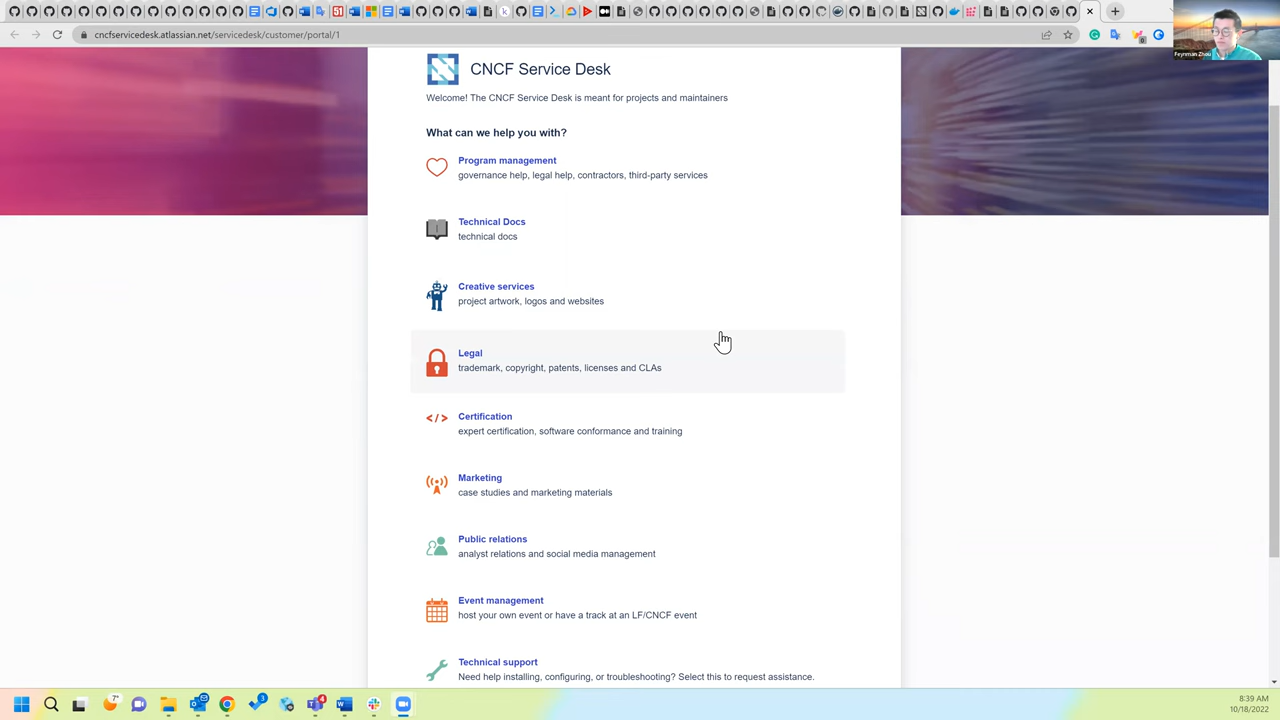 cncfservicedesk.atlassian.net/servicedesk/customer/portal/1
Feynman Zhou
CNCF Service Desk
Welcome! The CNCF Service Desk is meant for projects and maintainers
What can we help you with?
Program management
governance help, legal help, contractors, third-party services
Technical Docs
technical docs
Creative services
project artwork, logos and websites
Legal
trademark, copyright, patents, licenses and CLAs
Certification
expert certification, software conformance and training
Marketing
case studies and marketing materials
Public relations
analyst relations and social media management
Event management
host your own event or have a track at an LF/CNCF event
Technical support
Need help installing, configuring, or troubleshooting? Select this to request assistance.
7°
3
4
8:39 AM
10/18/2022